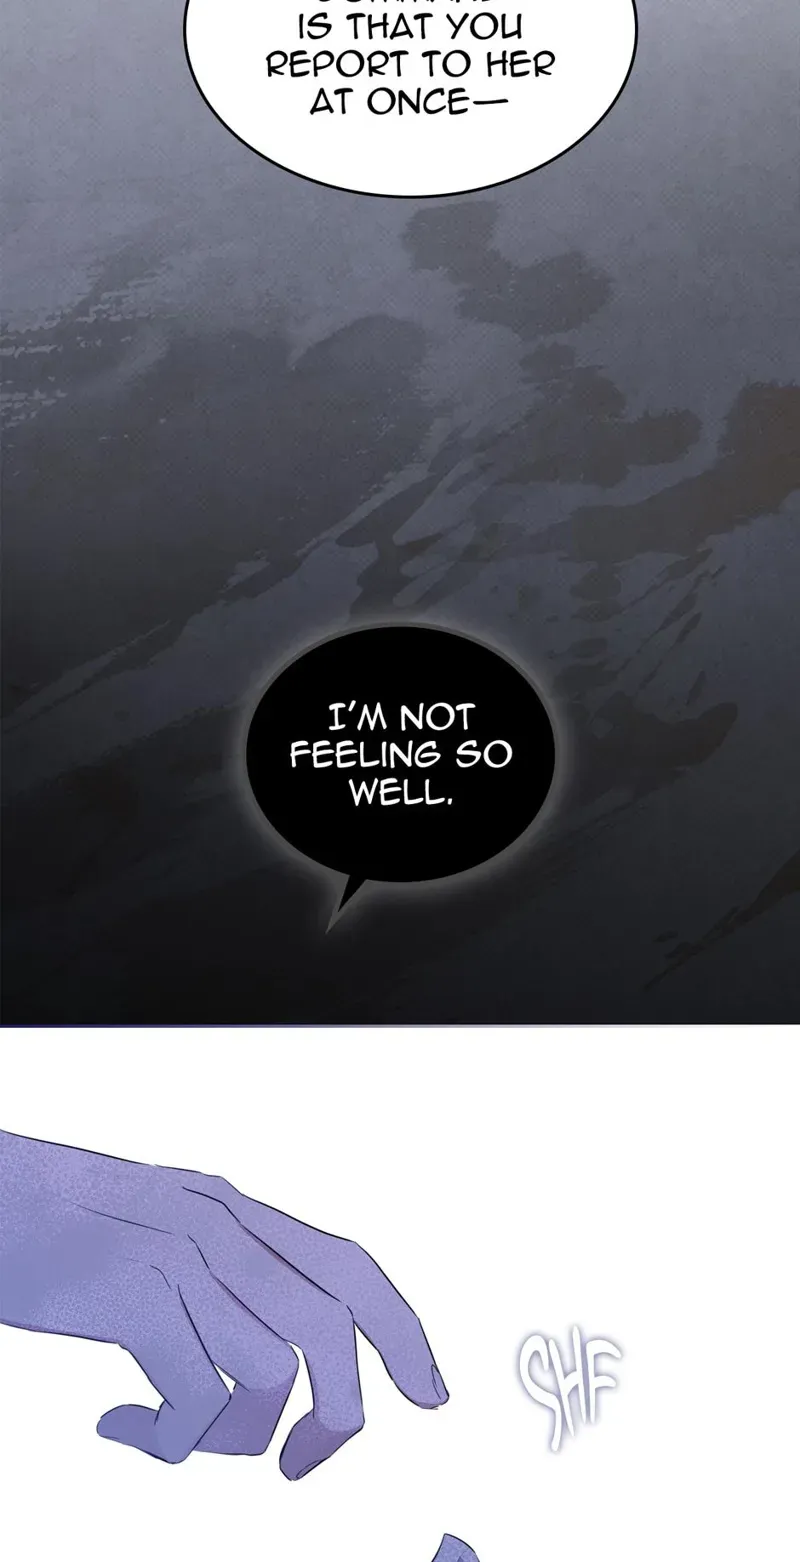 IS THAT YOU
REPORT TO HER
AT ONCE—
I'M NOT
FEELING SO
WELL.
SHF